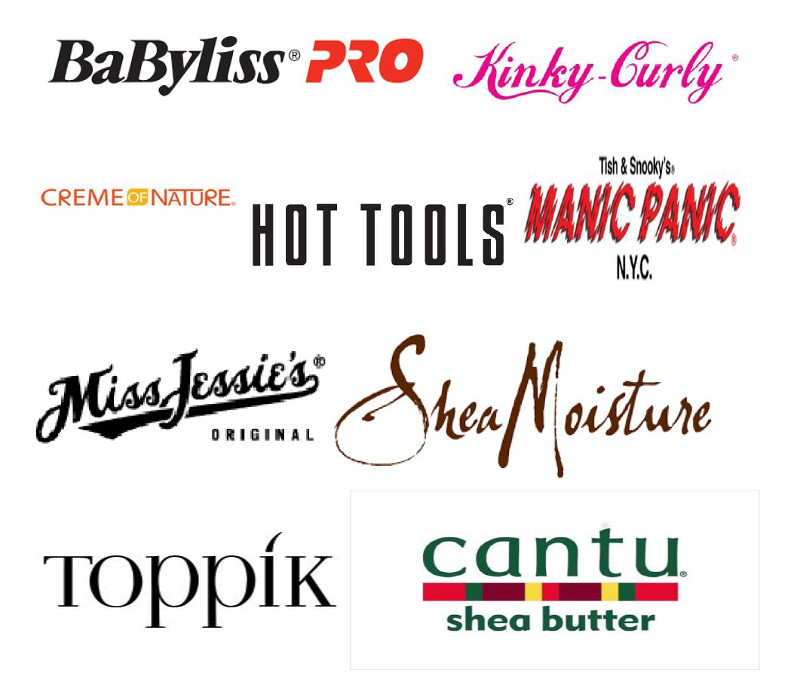 BaByliss® PRO
Kinky-Curly®
CREME OF NATURE®
HOT TOOLS®
Tish & Snooky's®
MANIC PANIC®
N.Y.C.
Miss Jessie's®
ORIGINAL
SheaMoisture
TOPPÍK
cantu®
shea butter